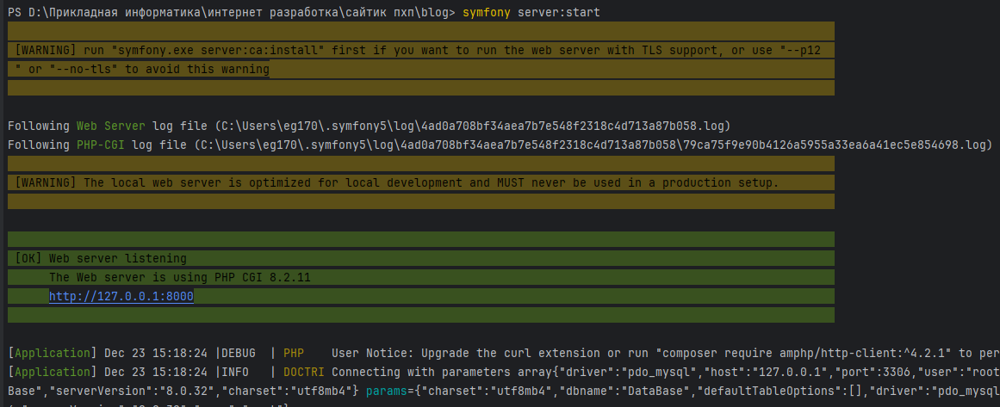 PS D:\Прикладная информатика\интернет разработка\сайтик пхп\blog> symfony server:start
[WARNING] run "symfony.exe server:ca:install" first if you want to run the web server with TLS support, or use "--p12
" or "--no-tls" to avoid this warning
Following Web Server log file (C:\Users\eg170\.symfony5\log\4ad0a708bf34aea7b7e548f2318c4d713a87b058.log)
Following PHP-CGI log file (C:\Users\eg170\.symfony5\log\4ad0a708bf34aea7b7e548f2318c4d713a87b058\79ca75f9e90b4126a5955a33ea6a41ec5e854698.log)
[WARNING] The local web server is optimized for local development and MUST never be used in a production setup.
[OK] Web server listening
The Web server is using PHP CGI 8.2.11
http://127.0.0.1:8000
[Application] Dec 23 15:18:24 |DEBUG  | PHP    User Notice: Upgrade the curl extension or run "composer require amphp/http-client:^4.2.1" to per
[Application] Dec 23 15:18:24 |INFO   | DOCTRI Connecting with parameters array{"driver":"pdo_mysql","host":"127.0.0.1","port":3306,"user":"root
Base","serverVersion":"8.0.32","charset":"utf8mb4"} params={"charset":"utf8mb4","dbname":"DataBase","defaultTableOptions":[],"driver":"pdo_mysql